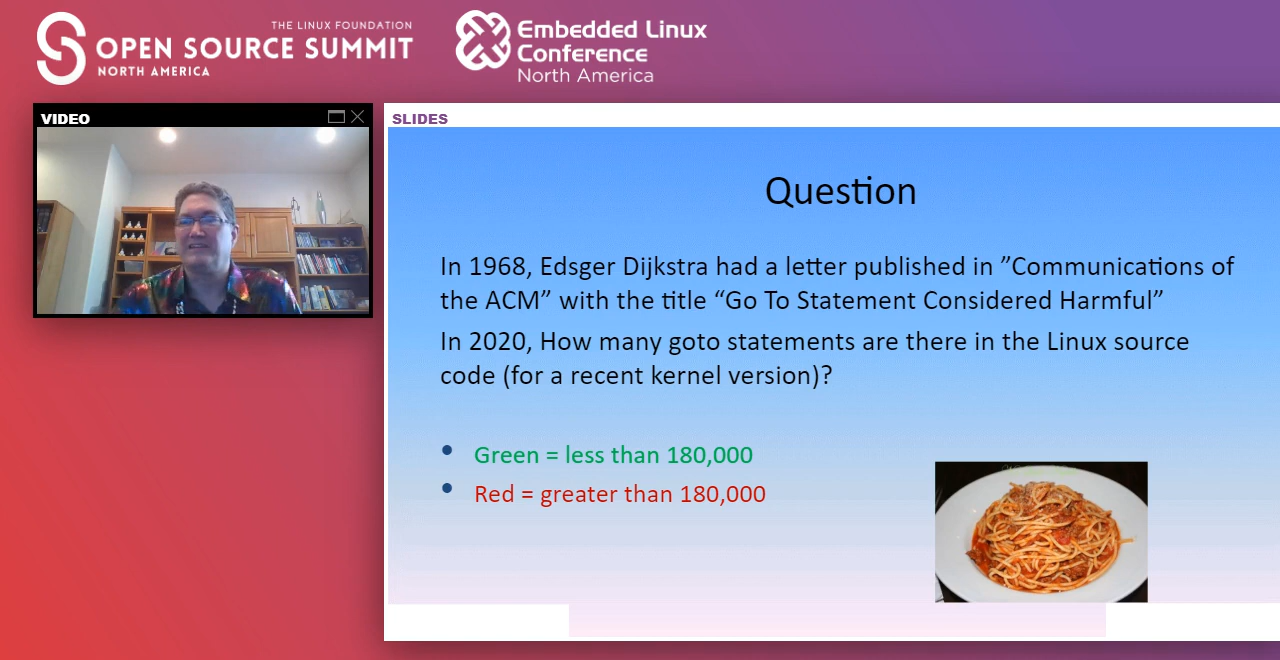 THE LINUX FOUNDATION
OPEN SOURCE SUMMIT
NORTH AMERICA
Embedded Linux
Conference
North America
VIDEO
SLIDES
Question
In 1968, Edsger Dijkstra had a letter published in ”Communications of
the ACM” with the title “Go To Statement Considered Harmful”
In 2020, How many goto statements are there in the Linux source
code (for a recent kernel version)?
• Green = less than 180,000
• Red = greater than 180,000